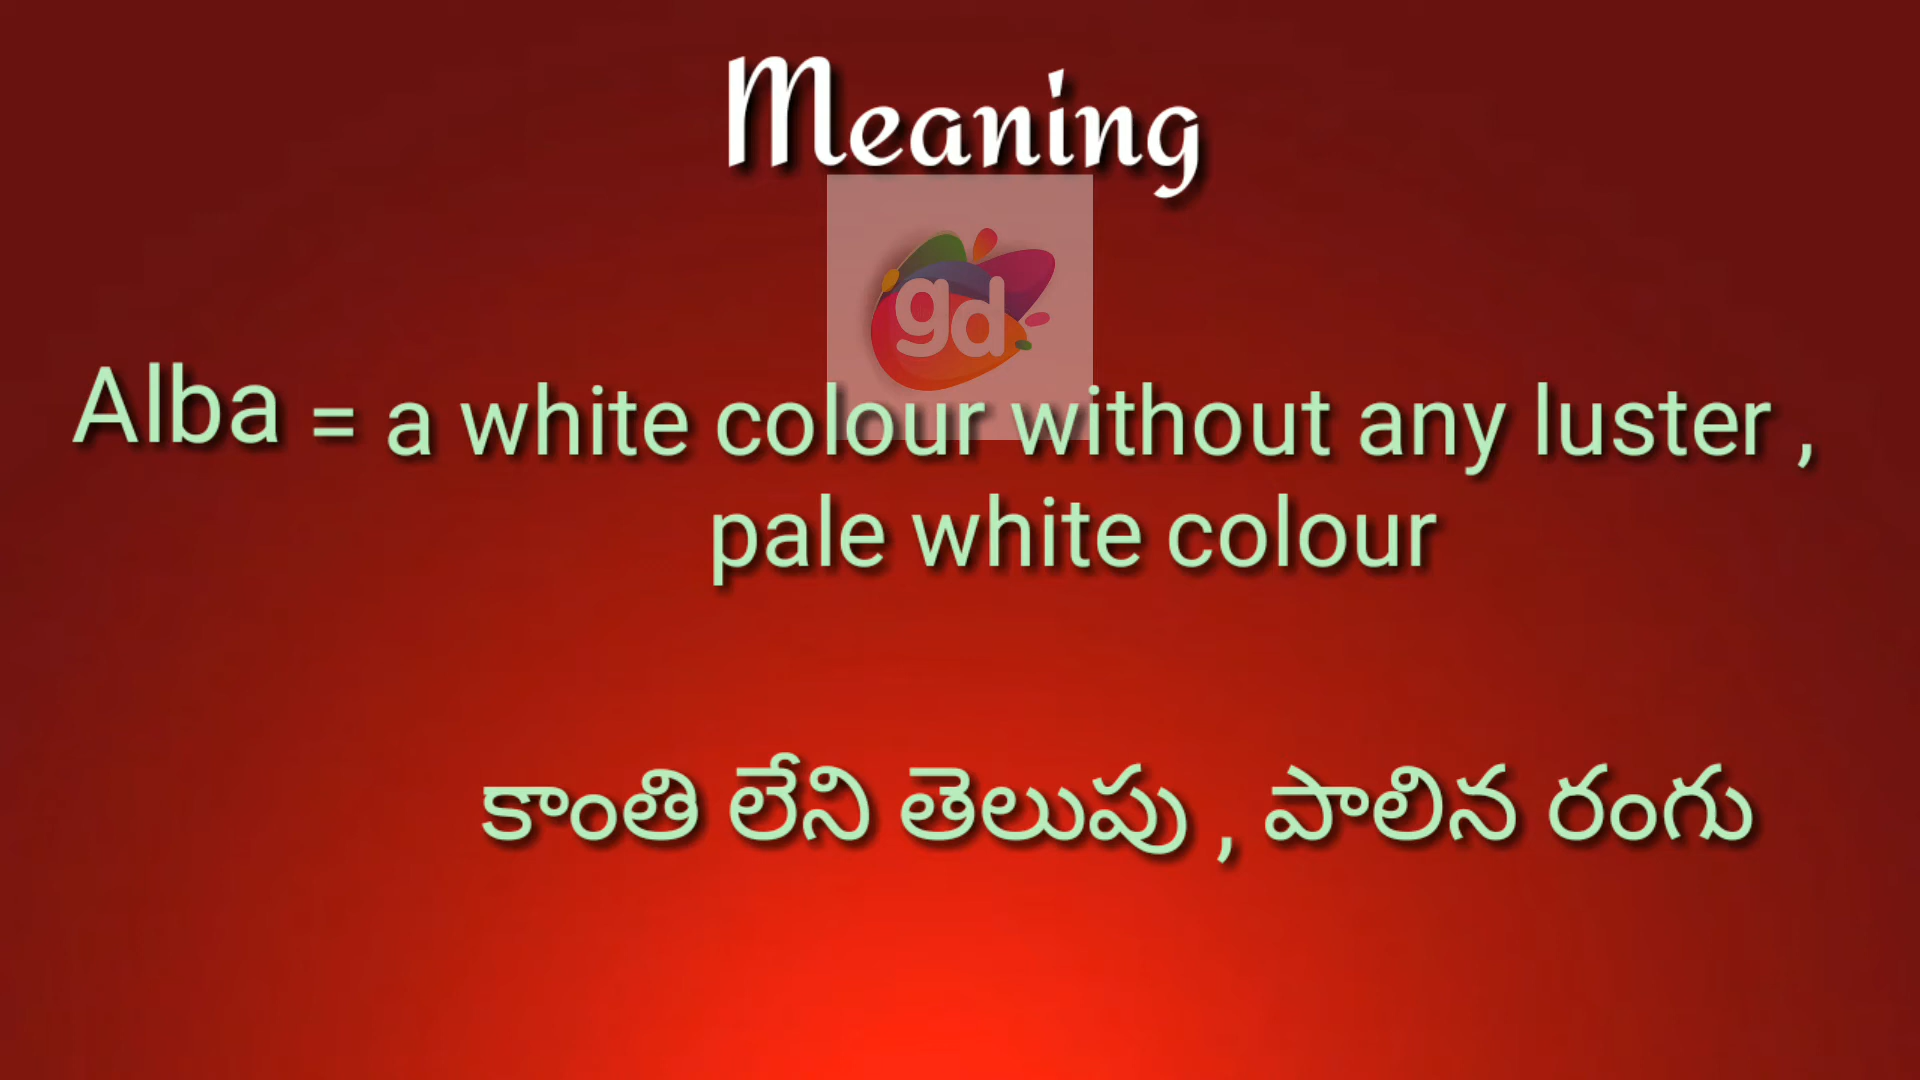 Meaning
gd
Alba = a white colour without any luster ,
pale white colour
కాంతి లేని తెలుపు , పాలిన రంగు